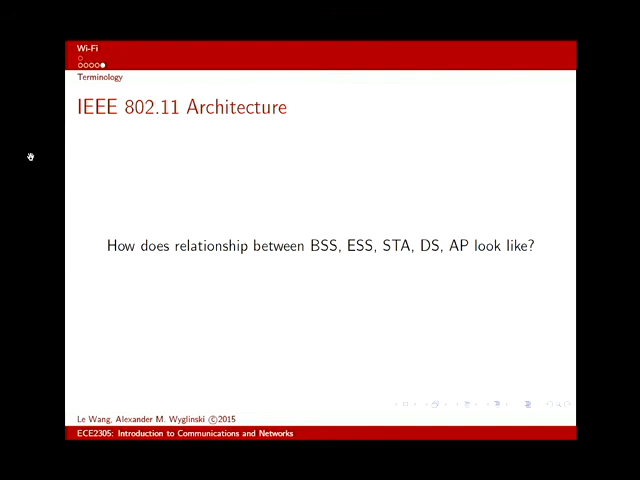 Wi-Fi
Terminology
IEEE 802.11 Architecture
How does relationship between BSS, ESS, STA, DS, AP look like?
Le Wang, Alexander M. Wyglinski ©2015
ECE2305: Introduction to Communications and Networks